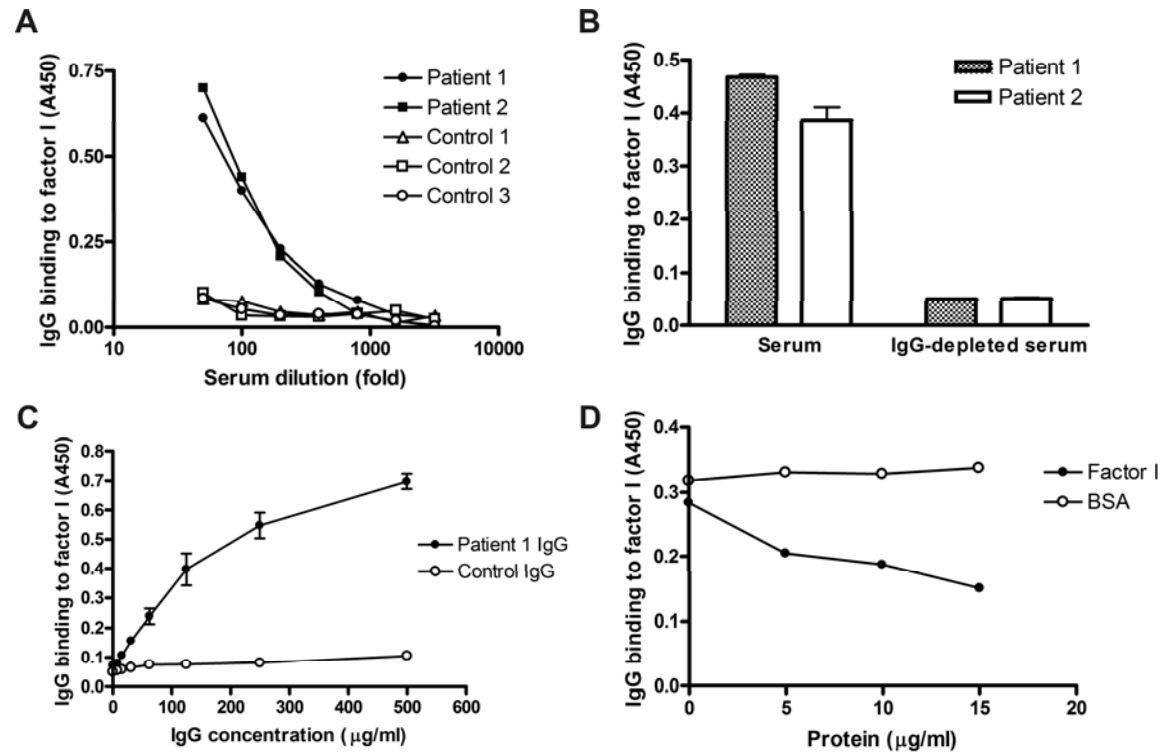 A
IgG binding to factor I (A450)
0.75
0.50
0.25
0.00
10
100
1000
10000
Serum dilution (fold)
Patient 1
Patient 2
Control 1
Control 2
Control 3
B
IgG binding to factor I (A450)
0.5
0.4
0.3
0.2
0.1
0.0
Serum
IgG-depleted serum
Patient 1
Patient 2
C
IgG binding to factor I (A450)
0.8
0.7
0.6
0.5
0.4
0.3
0.2
0.1
0.0
0
100
200
300
400
500
600
IgG concentration (μg/ml)
Patient 1 IgG
Control IgG
D
IgG binding to factor I (A450)
0.4
0.3
0.2
0.1
0.0
0
5
10
15
20
Protein (μg/ml)
Factor I
BSA